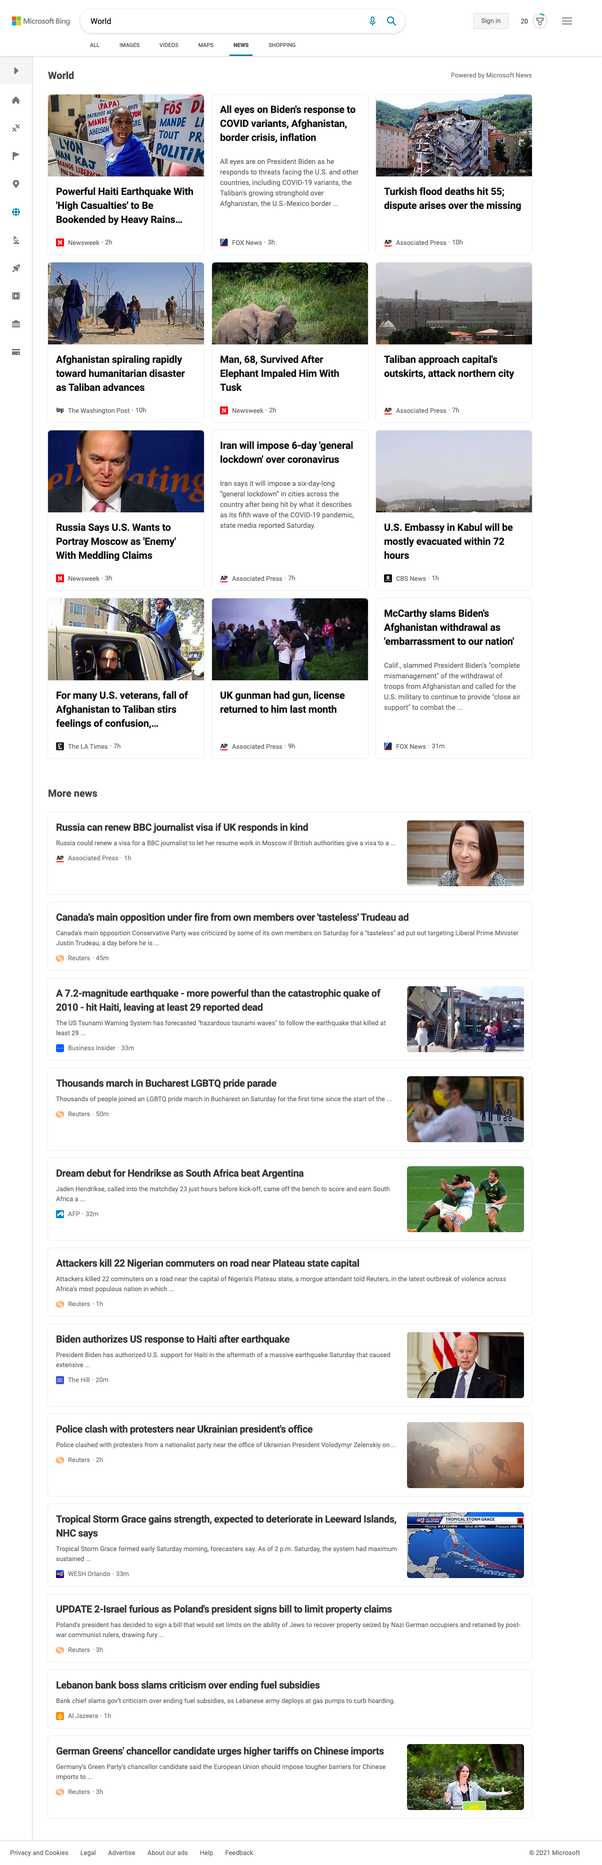 Microsoft Bing
World
Sign in
20
ALL
IMAGES
VIDEOS
MAPS
NEWS
SHOPPING
World
Powered by Microsoft News
(PAPA)
LYON
NAN KAJ
MANDE
TOUT PR
POLITIK
Powerful Haiti Earthquake With
'High Casualties' to Be
Bookended by Heavy Rains...
Newsweek · 2h
All eyes on Biden's response to
COVID variants, Afghanistan,
border crisis, inflation
All eyes are on President Biden as he
responds to threats facing the U.S. and other
countries, including COVID-19 variants, the
Taliban's growing stronghold over
Afghanistan, the U.S.-Mexico border ...
FOX News · 3h
Turkish flood deaths hit 55;
dispute arises over the missing
AP Associated Press · 10h
Afghanistan spiraling rapidly
toward humanitarian disaster
as Taliban advances
wp The Washington Post · 10h
Man, 68, Survived After
Elephant Impaled Him With
Tusk
Newsweek · 2h
Taliban approach capital's
outskirts, attack northern city
AP Associated Press · 7h
Russia Says U.S. Wants to
Portray Moscow as 'Enemy'
With Meddling Claims
Newsweek · 3h
Iran will impose 6-day 'general
lockdown' over coronavirus
Iran says it will impose a six-day-long
"general lockdown" in cities across the
country after being hit by what it describes
as its fifth wave of the COVID-19 pandemic,
state media reported Saturday.
AP Associated Press · 7h
U.S. Embassy in Kabul will be
mostly evacuated within 72
hours
CBS News · 1h
For many U.S. veterans, fall of
Afghanistan to Taliban stirs
feelings of confusion,...
The LA Times · 7h
UK gunman had gun, license
returned to him last month
AP Associated Press · 9h
McCarthy slams Biden's
Afghanistan withdrawal as
'embarrassment to our nation'
Calif., slammed President Biden's "complete
mismanagement" of the withdrawal of
troops from Afghanistan and called for the
U.S. military to continue to provide "close air
support" to combat the ...
FOX News · 31m
More news
Russia can renew BBC journalist visa if UK responds in kind
Russia could renew a visa for a BBC journalist to let her resume work in Moscow if British authorities give a visa to a ...
AP Associated Press · 1h
Canada's main opposition under fire from own members over 'tasteless' Trudeau ad
Canada's main opposition Conservative Party was criticized by some of its own members on Saturday for a "tasteless" ad put out targeting Liberal Prime Minister
Justin Trudeau, a day before he is ...
Reuters · 45m
A 7.2-magnitude earthquake - more powerful than the catastrophic quake of
2010 - hit Haiti, leaving at least 29 reported dead
The US Tsunami Warning System has forecasted "hazardous tsunami waves" to follow the earthquake that killed at
least 29 ...
Business Insider · 33m
Thousands march in Bucharest LGBTQ pride parade
Thousands of people joined an LGBTQ pride march in Bucharest on Saturday for the first time since the start of the ...
Reuters · 50m
Dream debut for Hendrikse as South Africa beat Argentina
Jaden Hendrikse, called into the matchday 23 just hours before kick-off, came off the bench to score and earn South
Africa a ...
AFP · 32m
Attackers kill 22 Nigerian commuters on road near Plateau state capital
Attackers killed 22 commuters on a road near the capital of Nigeria's Plateau state, a morgue attendant told Reuters, in the latest outbreak of violence across
Africa's most populous nation in which ...
Reuters · 1h
Biden authorizes US response to Haiti after earthquake
President Biden has authorized U.S. support for Haiti in the aftermath of a massive earthquake Saturday that caused
extensive ...
The Hill · 20m
Police clash with protesters near Ukrainian president's office
Police clashed with protesters from a nationalist party near the office of Ukrainian President Volodymyr Zelenskiy on ...
Reuters · 2h
Tropical Storm Grace gains strength, expected to deteriorate in Leeward Islands,
NHC says
Tropical Storm Grace formed early Saturday morning, forecasters say. As of 2 p.m. Saturday, the system had maximum
sustained ...
WESH Orlando · 33m
TROPICAL STORM GRACE
UPDATE 2-Israel furious as Poland's president signs bill to limit property claims
Poland's president has decided to sign a bill that would set limits on the ability of Jews to recover property seized by Nazi German occupiers and retained by post-
war communist rulers, drawing fury ...
Reuters · 3h
Lebanon bank boss slams criticism over ending fuel subsidies
Bank chief slams gov't criticism over ending fuel subsidies, as Lebanese army deploys at gas pumps to curb hoarding.
Al Jazeera · 1h
German Greens' chancellor candidate urges higher tariffs on Chinese imports
Germany's Green Party's chancellor candidate said the European Union should impose tougher barriers for Chinese
imports to ...
Reuters · 3h
Privacy and Cookies
Legal
Advertise
About our ads
Help
Feedback
© 2021 Microsoft